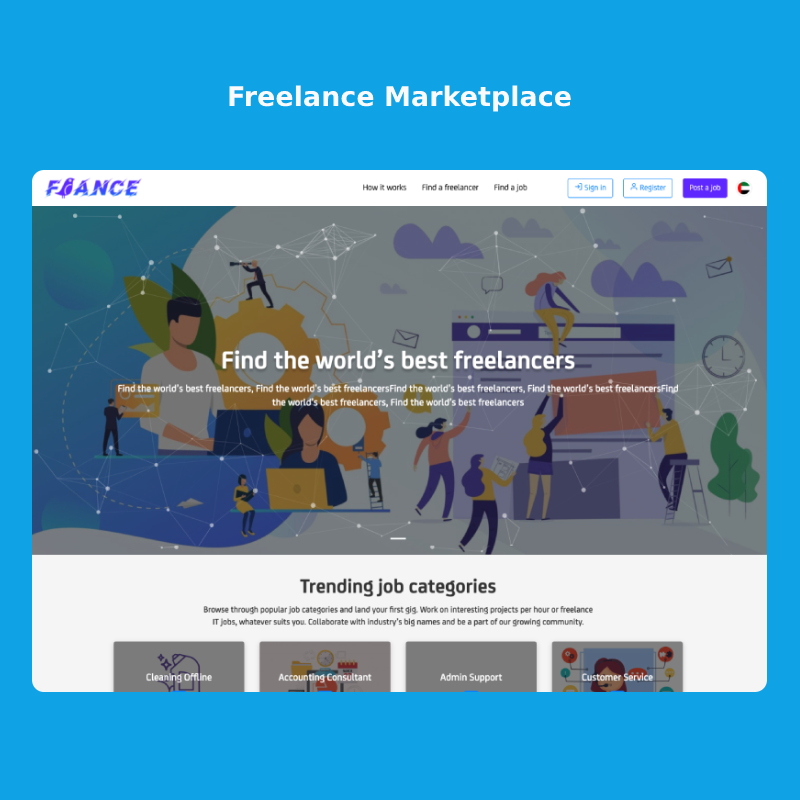 Freelance Marketplace
FLANCE
How it works Find a freelancer Find a job Sign in Register Post a job
Find the world's best freelancers
Find the world's best freelancers, Find the world's best freelancersFind the world's best freelancers, Find the world's best freelancersFind
the world's best freelancers, Find the world's best freelancers
Trending job categories
Browse through popular job categories and land your first gig. Work on interesting projects per hour or freelance
IT jobs, whatever suits you. Collaborate with industry's big names and be a part of our growing community.
Cleaning Offline Accounting Consultant Admin Support Customer Service